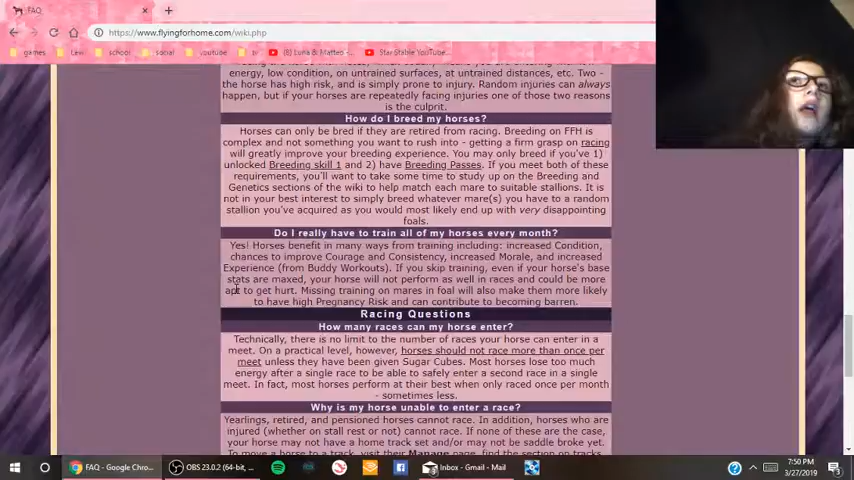 FAQ
https://www.flyingforhome.com/wiki.php
games Lexi school social youtube tv (8) Luna & Matteo -... Star Stable YouTube...
energy, low condition, on untrained surfaces, at untrained distances, etc. Two -
the horse has high risk, and is simply prone to injury. Random injuries can always
happen, but if your horses are repeatedly facing injuries one of those two reasons
is the culprit.
How do I breed my horses?
Horses can only be bred if they are retired from racing. Breeding on FFH is
complex and not something you want to rush into - getting a firm grasp on racing
will greatly improve your breeding experience. You may only breed if you've 1)
unlocked Breeding skill 1 and 2) have Breeding Passes. If you meet both of these
requirements, you'll want to take some time to study up on the Breeding and
Genetics sections of the wiki to help match each mare to suitable stallions. It is
not in your best interest to simply breed whatever mare(s) you have to a random
stallion you've acquired as you would most likely end up with very disappointing
foals.
Do I really have to train all of my horses every month?
Yes! Horses benefit in many ways from training including: increased Condition,
chances to improve Courage and Consistency, increased Morale, and increased
Experience (from Buddy Workouts). If you skip training, even if your horse's base
stats are maxed, your horse will not perform as well in races and could be more
apt to get hurt. Missing training on mares in foal will also make them more likely
to have high Pregnancy Risk and can contribute to becoming barren.
Racing Questions
How many races can my horse enter?
Technically, there is no limit to the number of races your horse can enter in a
meet. On a practical level, however, horses should not race more than once per
meet unless they have been given Sugar Cubes. Most horses lose too much
energy after a single race to be able to safely enter a second race in a single
meet. In fact, most horses perform at their best when only raced once per month
- sometimes less.
Why is my horse unable to enter a race?
Yearlings, retired, and pensioned horses cannot race. In addition, horses who are
injured (whether on stall rest or not) cannot race. If none of these are the case,
your horse may not have a home track set and/or may not be saddle broke yet.
To move a horse to a track, visit their Manage page, find the section on tracks,
FAQ - Google Chro... OBS 23.0.2 (64-bit, ... Inbox - Gmail - Mozil... 7:50 PM
3/27/2019